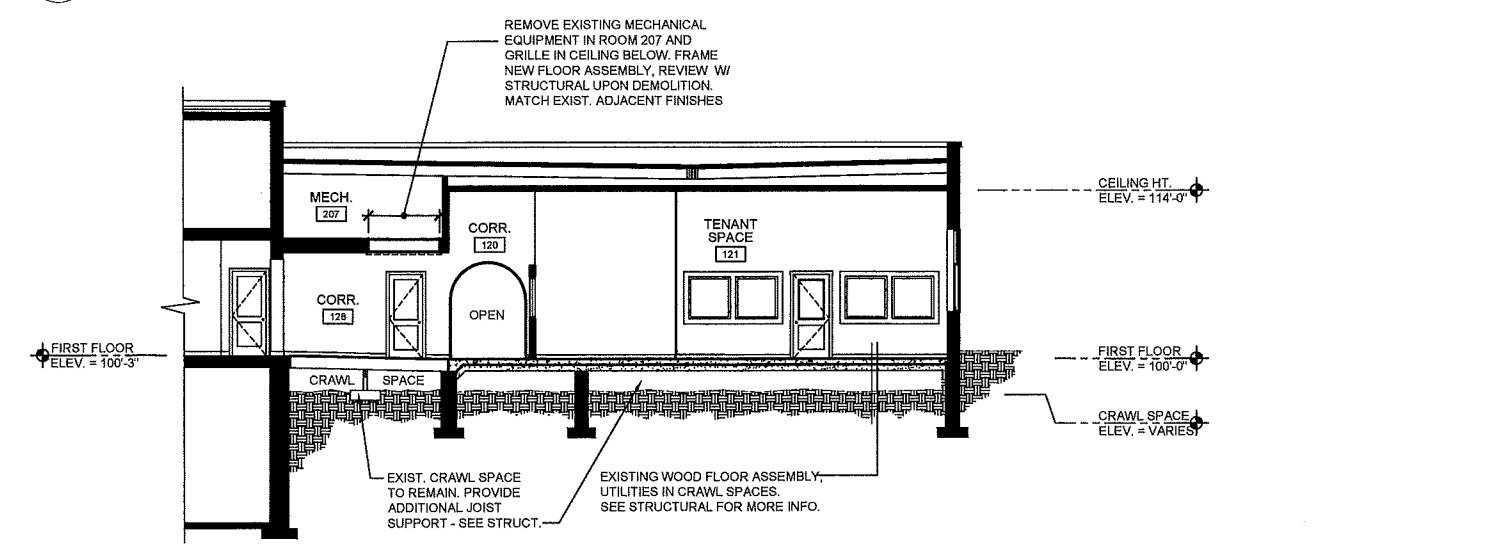 REMOVE EXISTING MECHANICAL
EQUIPMENT IN ROOM 207 AND
GRILLE IN CEILING BELOW. FRAME
NEW FLOOR ASSEMBLY, REVIEW W/
STRUCTURAL UPON DEMOLITION.
MATCH EXIST. ADJACENT FINISHES
MECH.
207
CORR.
120
TENANT
SPACE
121
CEILING HT.
ELEV. = 114'-0"
CORR.
128
OPEN
FIRST FLOOR
ELEV. = 100'-3"
FIRST FLOOR
ELEV. = 100'-0"
CRAWL SPACE
CRAWL SPACE
ELEV. = VARIES
EXIST. CRAWL SPACE
TO REMAIN. PROVIDE
ADDITIONAL JOIST
SUPPORT - SEE STRUCT.
EXISTING WOOD FLOOR ASSEMBLY,
UTILITIES IN CRAWL SPACES.
SEE STRUCTURAL FOR MORE INFO.